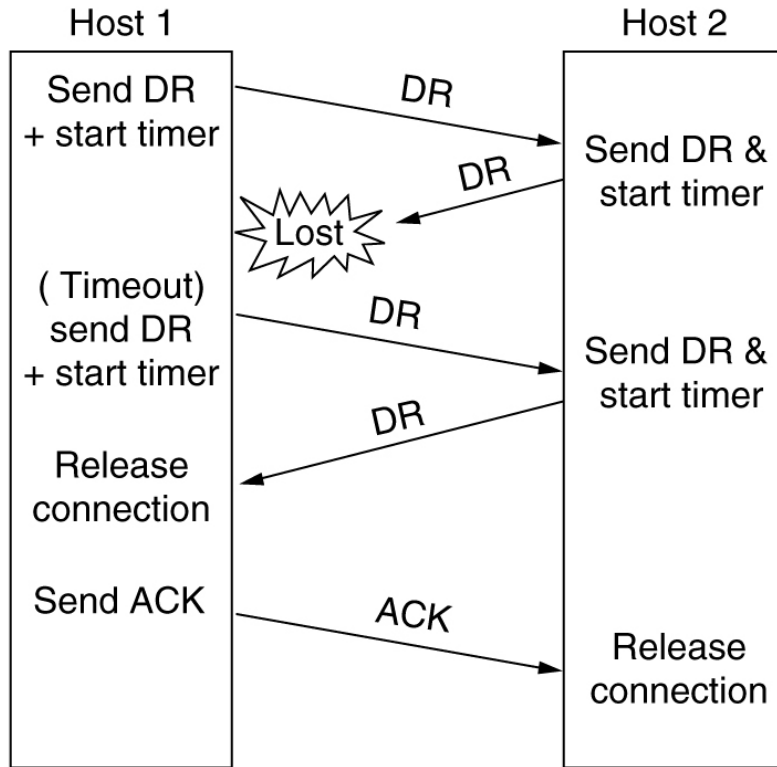 Host 1
Host 2
Send DR
+ start timer
DR
Send DR &
start timer
DR
Lost
( Timeout)
send DR
+ start timer
DR
Send DR &
start timer
DR
Release
connection
Send ACK
ACK
Release
connection